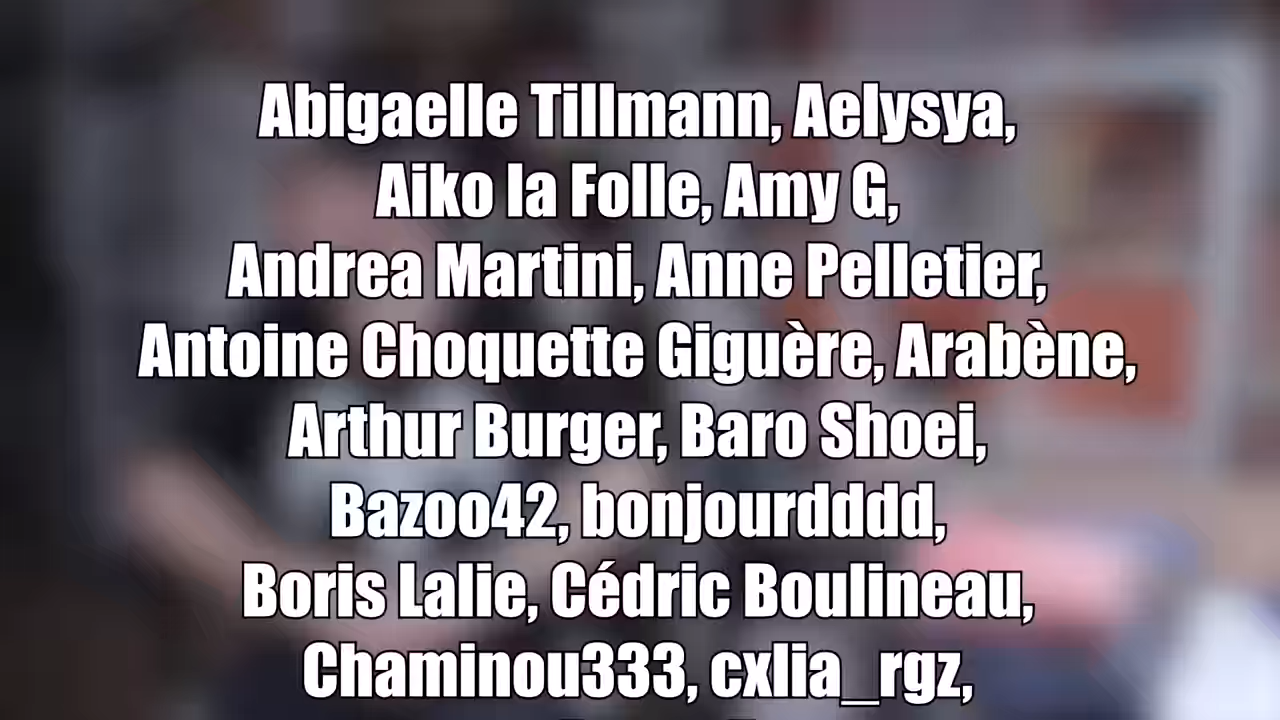 Abigaelle Tillmann, Aelysya,
Aiko la Folle, Amy G,
Andrea Martini, Anne Pelletier,
Antoine Choquette Giguère, Arabène,
Arthur Burger, Baro Shoei,
Bazoo42, bonjourdddd,
Boris Lalie, Cédric Boulineau,
Chaminou333, cxlia_rgz,